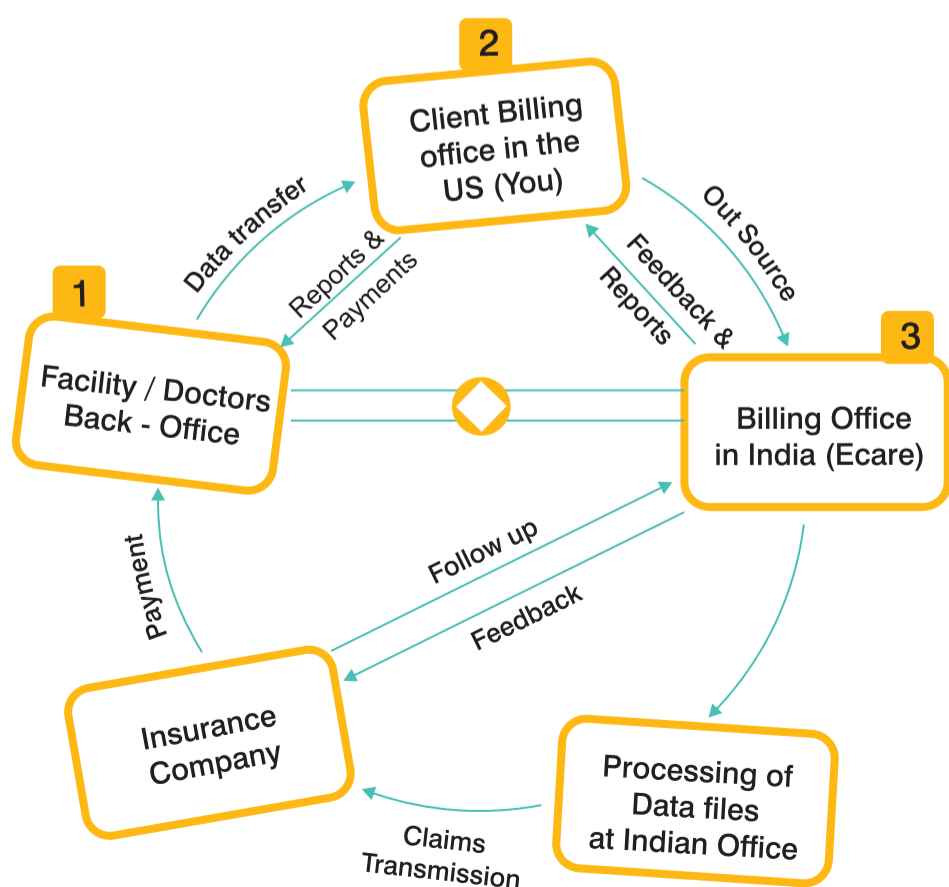 2
Client Billing
office in the
US (You)
Data transfer
Reports &
Payments
Out Source
Feedback &
Reports
1
Facility / Doctors
Back - Office
3
Billing Office
in India (Ecare)
Follow up
Feedback
Payment
Insurance
Company
Processing of
Data files
at Indian Office
Claims
Transmission